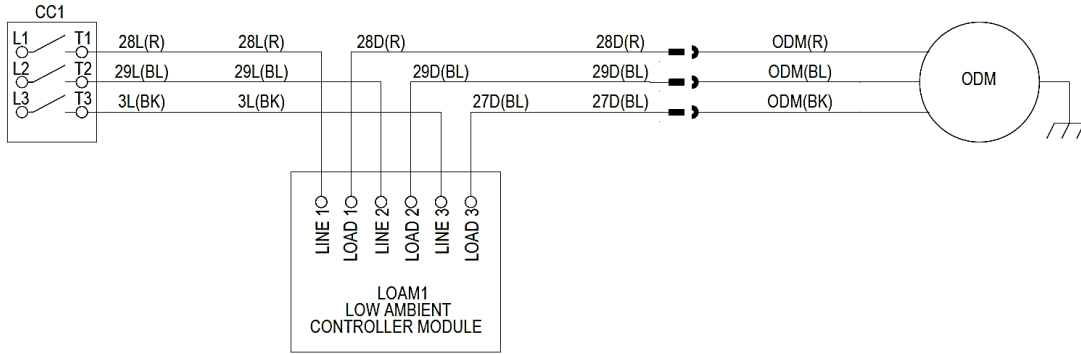 CC1
L1 T1 28L(R) 28L(R) 28D(R) 28D(R) ODM(R)
L2 T2 29L(BL) 29L(BL) 29D(BL) 29D(BL) ODM(BL)
L3 T3 3L(BK) 3L(BK) 27D(BL) 27D(BL) ODM(BK)
ODM
LINE 1
LOAD 1
LINE 2
LOAD 2
LINE 3
LOAD 3
LOAM1
LOW AMBIENT
CONTROLLER MODULE